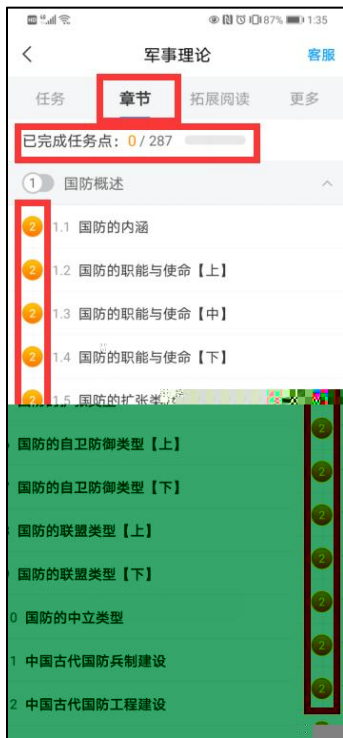 HD 4G 87% 1:35
军事理论 客服
任务 章节 拓展阅读 更多
已完成任务点：0 / 287
1 国防概述
2 1.1 国防的内涵
2 1.2 国防的职能与使命【上】
2 1.3 国防的职能与使命【中】
2 1.4 国防的职能与使命【下】
2 1.5 国防的扩张类
2
国防的自卫防御类型【上】
2
国防的自卫防御类型【下】
2
国防的联盟类型【上】
2
国防的联盟类型【下】
2
0 国防的中立类型
2
1 中国古代国防兵制建设
2
2 中国古代国防工程建设